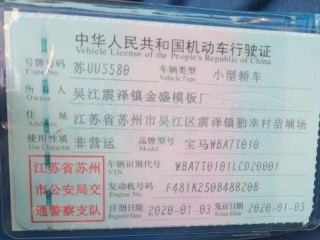 中华人民共和国机动车行驶证
Vehicle License of the People's Republic of China
号牌号码 苏UU5580 车辆类型 小型轿车
Plate No. Vehicle Type
所有人 吴江震泽镇金盛模板厂
Owner
住址 江苏省苏州市吴江区震泽镇勤幸村苗埔场
Address
使用性质 非营运 品牌型号 宝马WBA7T010
Use Character Model
江苏省苏州
市公安局交
通警察支队
车辆识别代号 WBA7T0101LCD20001
VIN
发动机号码 F481K250B48B20B
Engine No.
注册日期 2020-01-03 发证日期 2020-01-03
Register Date Issue Date